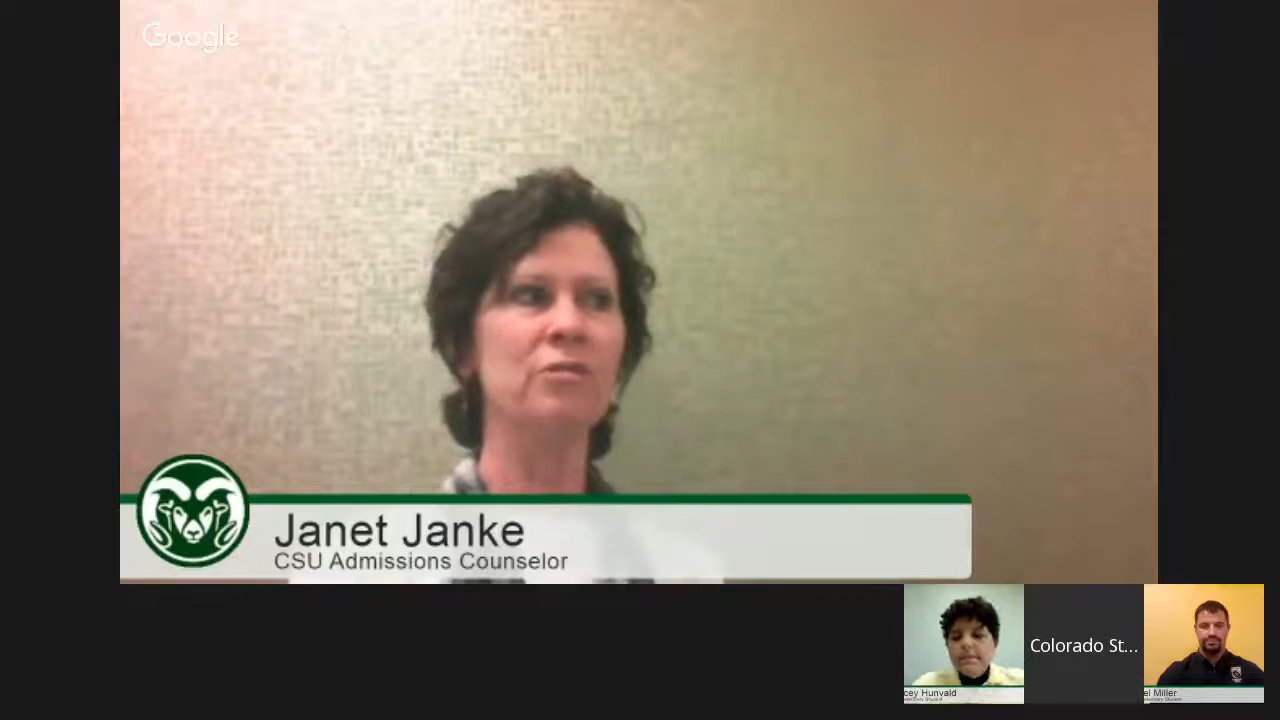 Google
Janet Janke
CSU Admissions Counselor
Colorado St...
cey Hunvald
el Miller